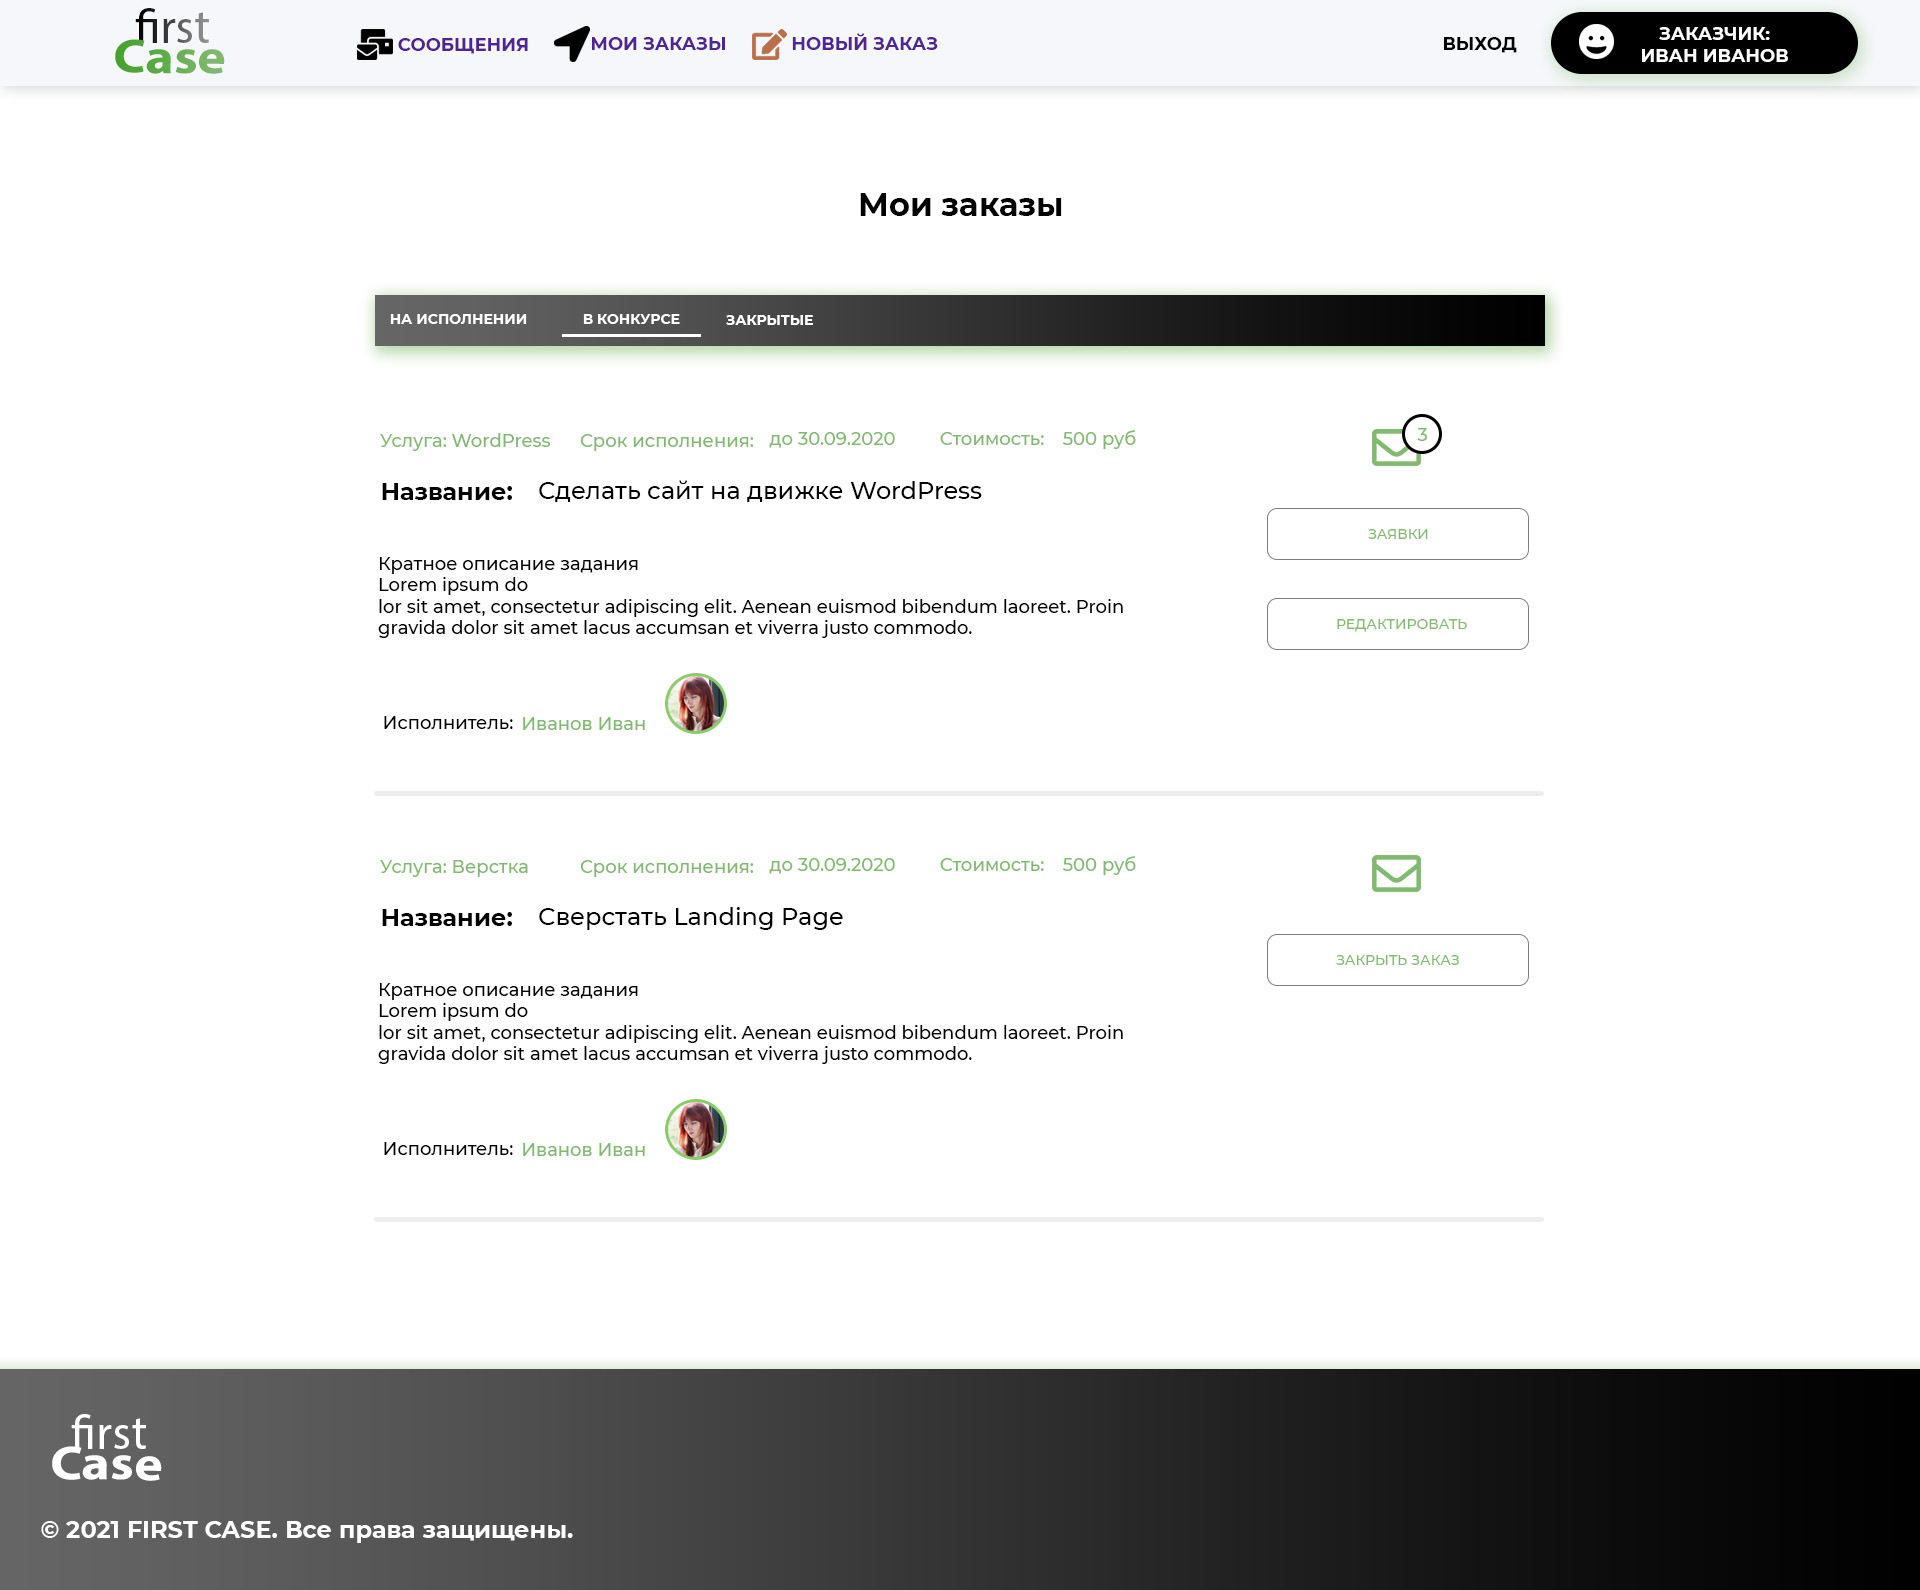 first
Case
СООБЩЕНИЯ
МОИ ЗАКАЗЫ
НОВЫЙ ЗАКАЗ
ВЫХОД
ЗАКАЗЧИК:
ИВАН ИВАНОВ
Мои заказы
НА ИСПОЛНЕНИИ
В КОНКУРСЕ
ЗАКРЫТЫЕ
Услуга: WordPress
Срок исполнения: до 30.09.2020
Стоимость: 500 руб
3
Название: Сделать сайт на движке WordPress
ЗАЯВКИ
Кратное описание задания
Lorem ipsum do
lor sit amet, consectetur adipiscing elit. Aenean euismod bibendum laoreet. Proin
gravida dolor sit amet lacus accumsan et viverra justo commodo.
РЕДАКТИРОВАТЬ
Исполнитель: Иванов Иван
Услуга: Верстка
Срок исполнения: до 30.09.2020
Стоимость: 500 руб
Название: Сверстать Landing Page
ЗАКРЫТЬ ЗАКАЗ
Кратное описание задания
Lorem ipsum do
lor sit amet, consectetur adipiscing elit. Aenean euismod bibendum laoreet. Proin
gravida dolor sit amet lacus accumsan et viverra justo commodo.
Исполнитель: Иванов Иван
first
Case
© 2021 FIRST CASE. Все права защищены.